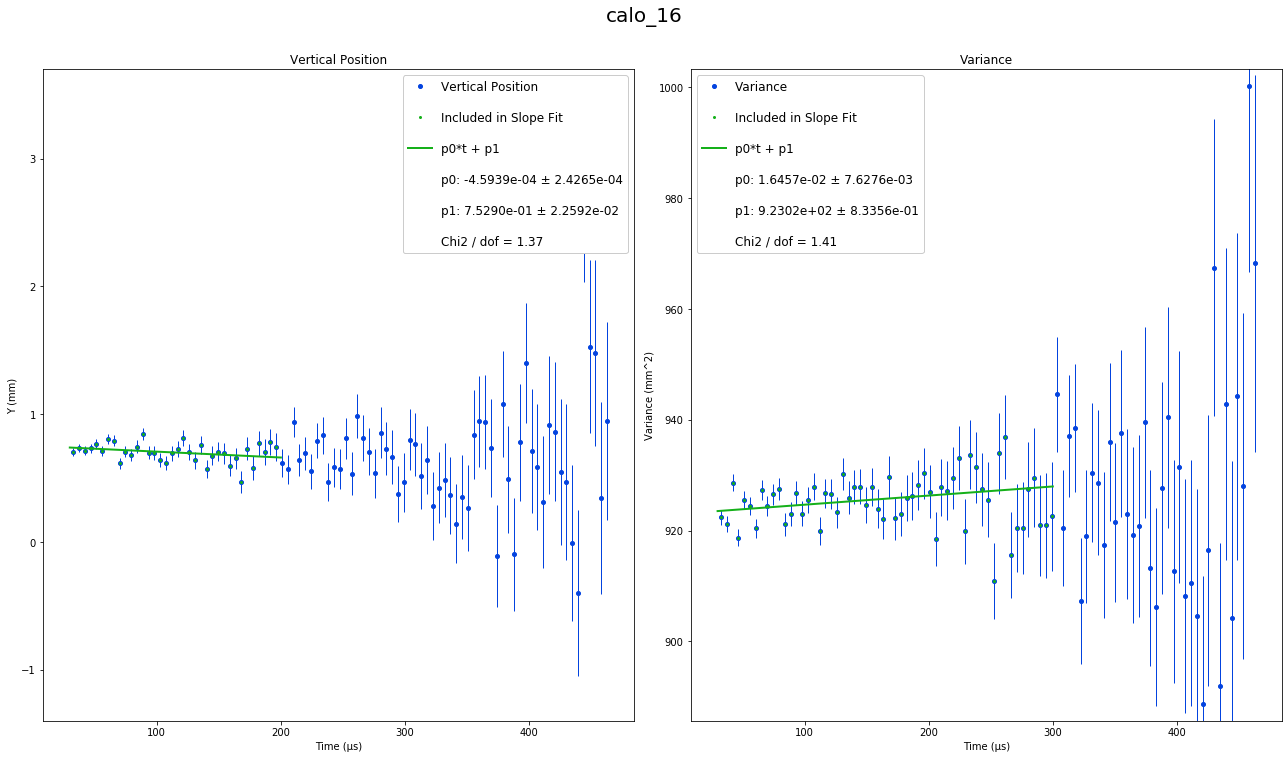 calo_16
Vertical Position
Vertical Position
Included in Slope Fit
p0*t + p1
p0: -4.5939e-04 ± 2.4265e-04
p1: 7.5290e-01 ± 2.2592e-02
Chi2 / dof = 1.37
3
2
1
0
−1
Y (mm)
100
200
300
400
Time (µs)
Variance
Variance
Included in Slope Fit
p0*t + p1
p0: 1.6457e-02 ± 7.6276e-03
p1: 9.2302e+02 ± 8.3356e-01
Chi2 / dof = 1.41
1000
980
960
940
920
900
Variance (mm^2)
100
200
300
400
Time (µs)